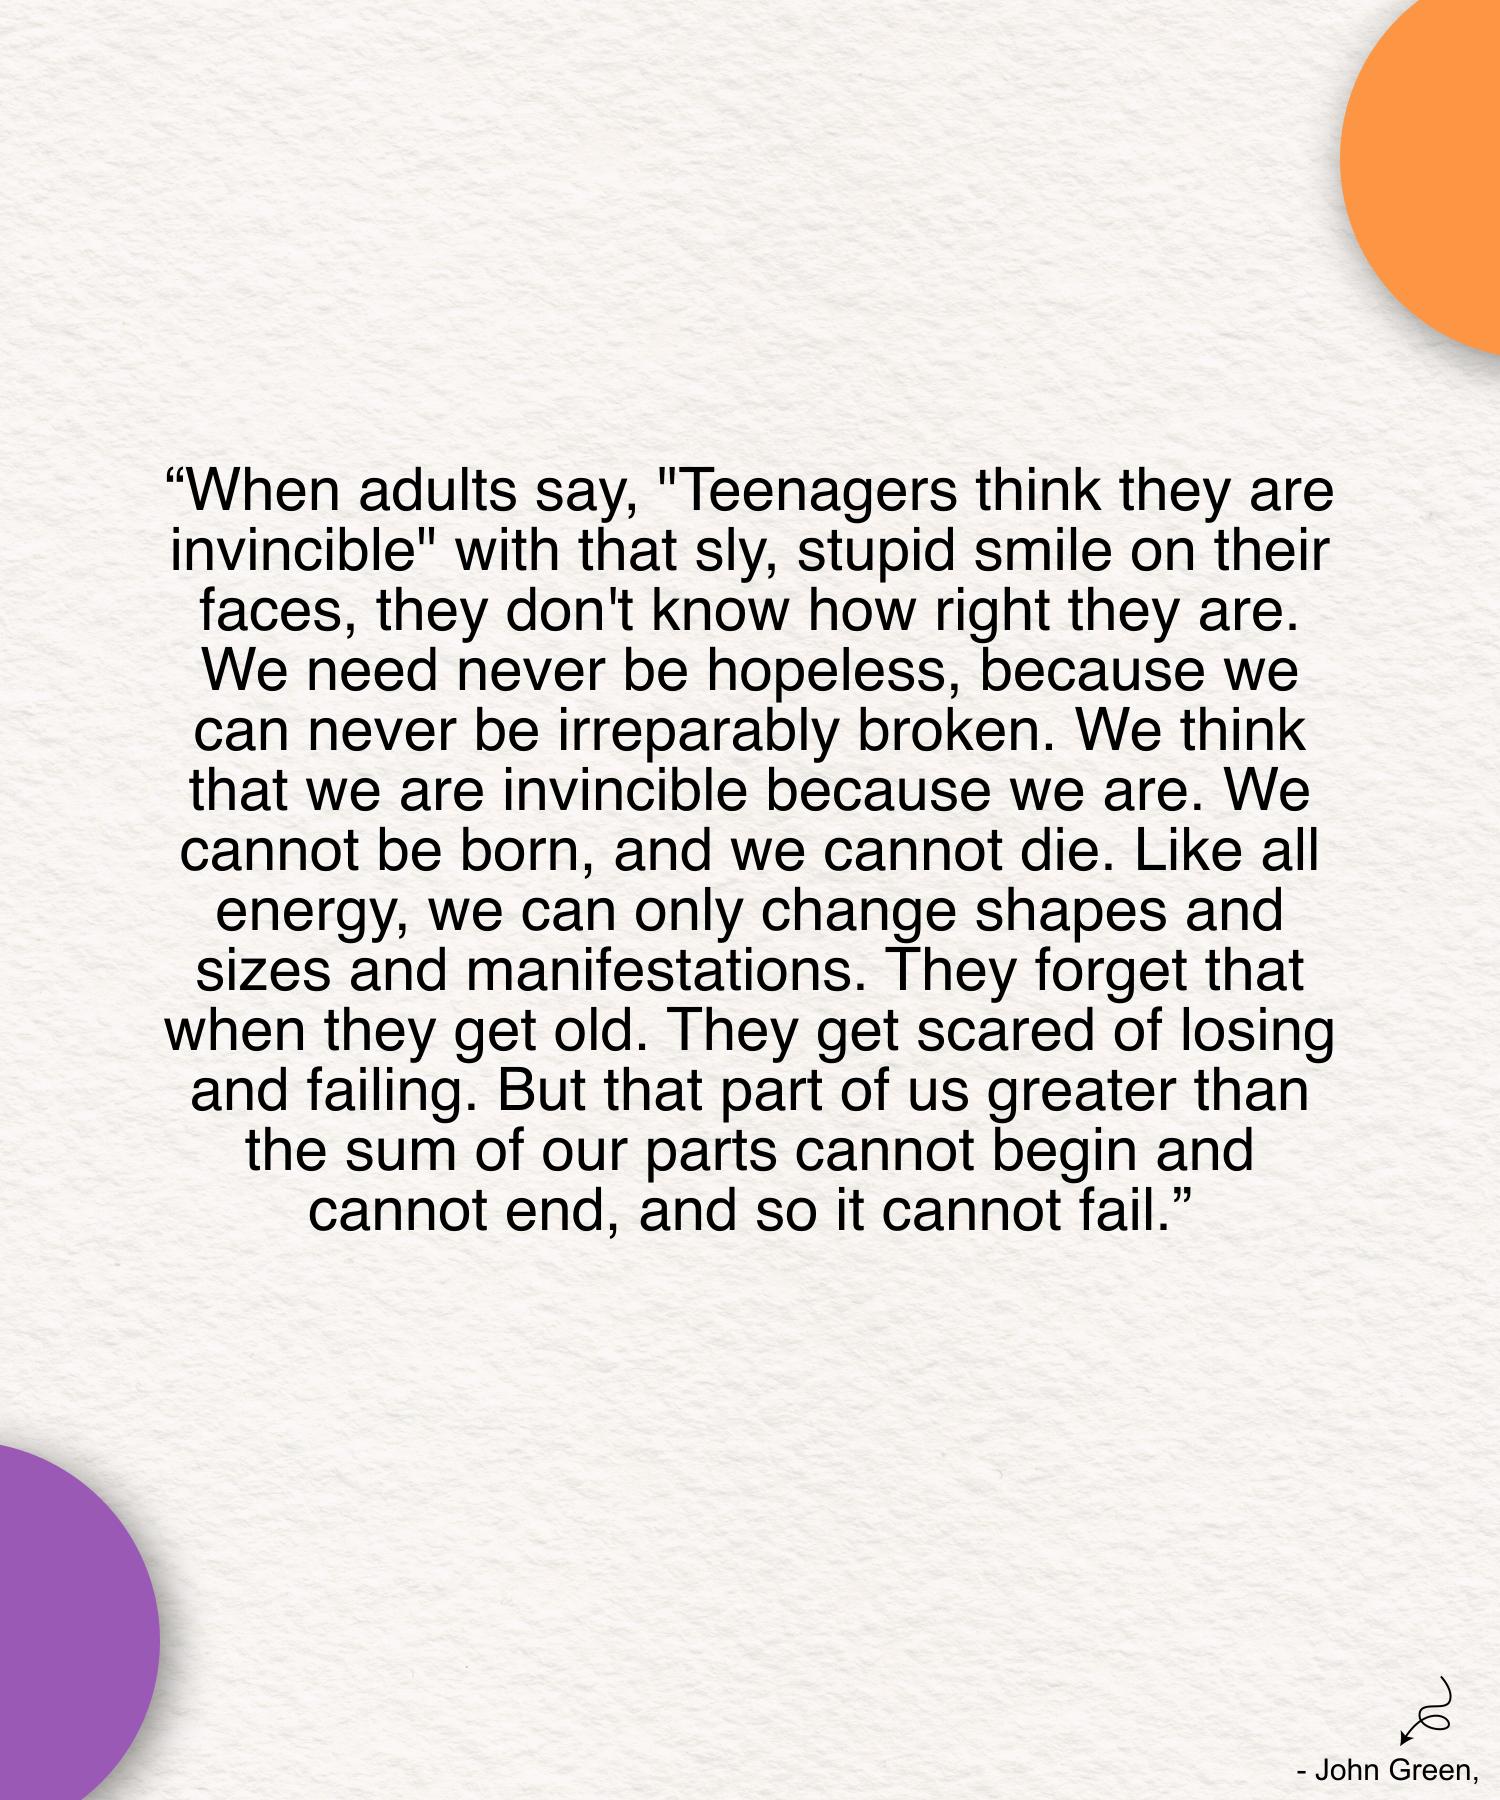 “When adults say, "Teenagers think they are
invincible" with that sly, stupid smile on their
faces, they don't know how right they are.
We need never be hopeless, because we
can never be irreparably broken. We think
that we are invincible because we are. We
cannot be born, and we cannot die. Like all
energy, we can only change shapes and
sizes and manifestations. They forget that
when they get old. They get scared of losing
and failing. But that part of us greater than
the sum of our parts cannot begin and
cannot end, and so it cannot fail.”
- John Green,